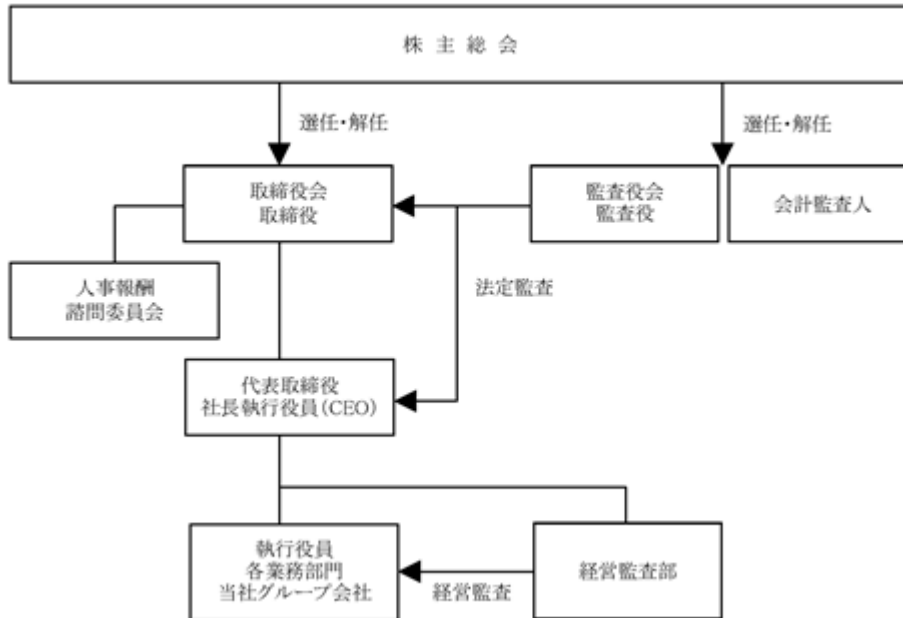 株主総会
選任・解任
選任・解任
取締役会
取締役
監査役会
監査役
会計監査人
人事報酬
諮問委員会
法定監査
代表取締役
社長執行役員(CEO)
執行役員
各業務部門
当社グループ会社
経営監査
経営監査部